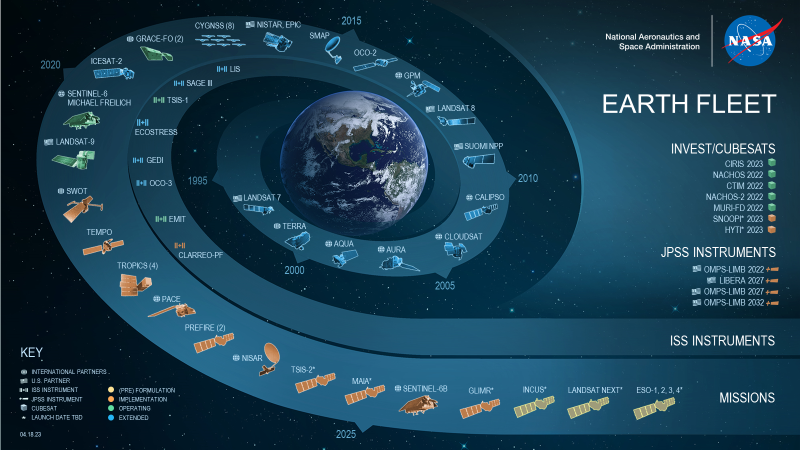 National Aeronautics and
Space Administration
NASA
EARTH FLEET
INVEST/CUBESATS
CIRIS 2023
NACHOS 2022
CTIM 2022
NACHOS-2 2022
MURI-FD 2022
SNOOPI* 2023
HYTI* 2023
JPSS INSTRUMENTS
OMPS-LIMB 2022
LIBERA 2027
OMPS-LIMB 2027
OMPS-LIMB 2032
ISS INSTRUMENTS
MISSIONS
1995
LANDSAT 7
TERRA
2000
AQUA
AURA
2005
CLOUDSAT
CALIPSO
2010
SUOMI NPP
LANDSAT 8
GPM
OCO-2
2015
SMAP
NISTAR, EPIC
CYGNSS (8)
GRACE-FO (2)
ICESAT-2
2020
SENTINEL-6
MICHAEL FREILICH
LANDSAT-9
SWOT
TEMPO
TROPICS (4)
PACE
PREFIRE (2)
NISAR
TSIS-2*
MAIA*
2025
SENTINEL-6B
GLIMR*
INCUS*
LANDSAT NEXT*
ESO-1, 2, 3, 4*
LIS
SAGE III
TSIS-1
ECOSTRESS
GEDI
OCO-3
EMIT
CLARREO-PF
KEY
INTERNATIONAL PARTNERS
U.S. PARTNER
ISS INSTRUMENT
JPSS INSTRUMENT
CUBESAT
LAUNCH DATE TBD
(PRE) FORMULATION
IMPLEMENTATION
OPERATING
EXTENDED
04.18.23